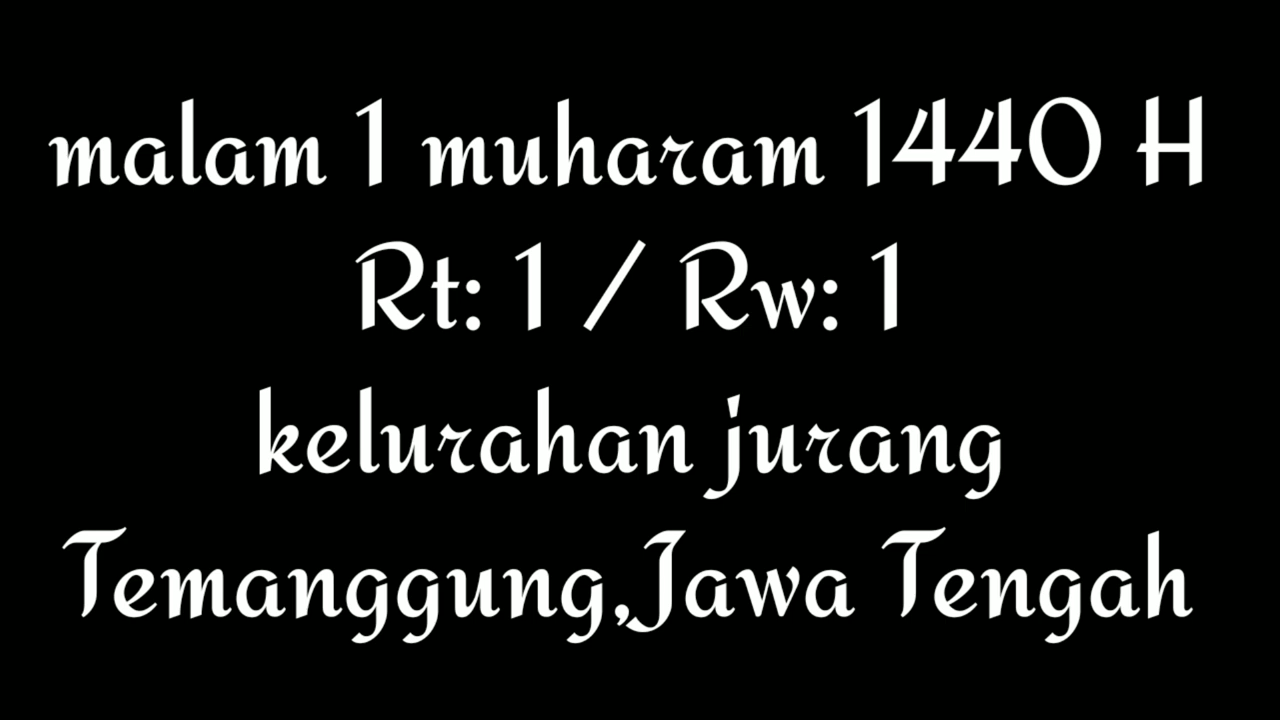 malam 1 muharam 1440 H
Rt: 1 / Rw: 1
kelurahan jurang
Temanggung,Jawa Tengah